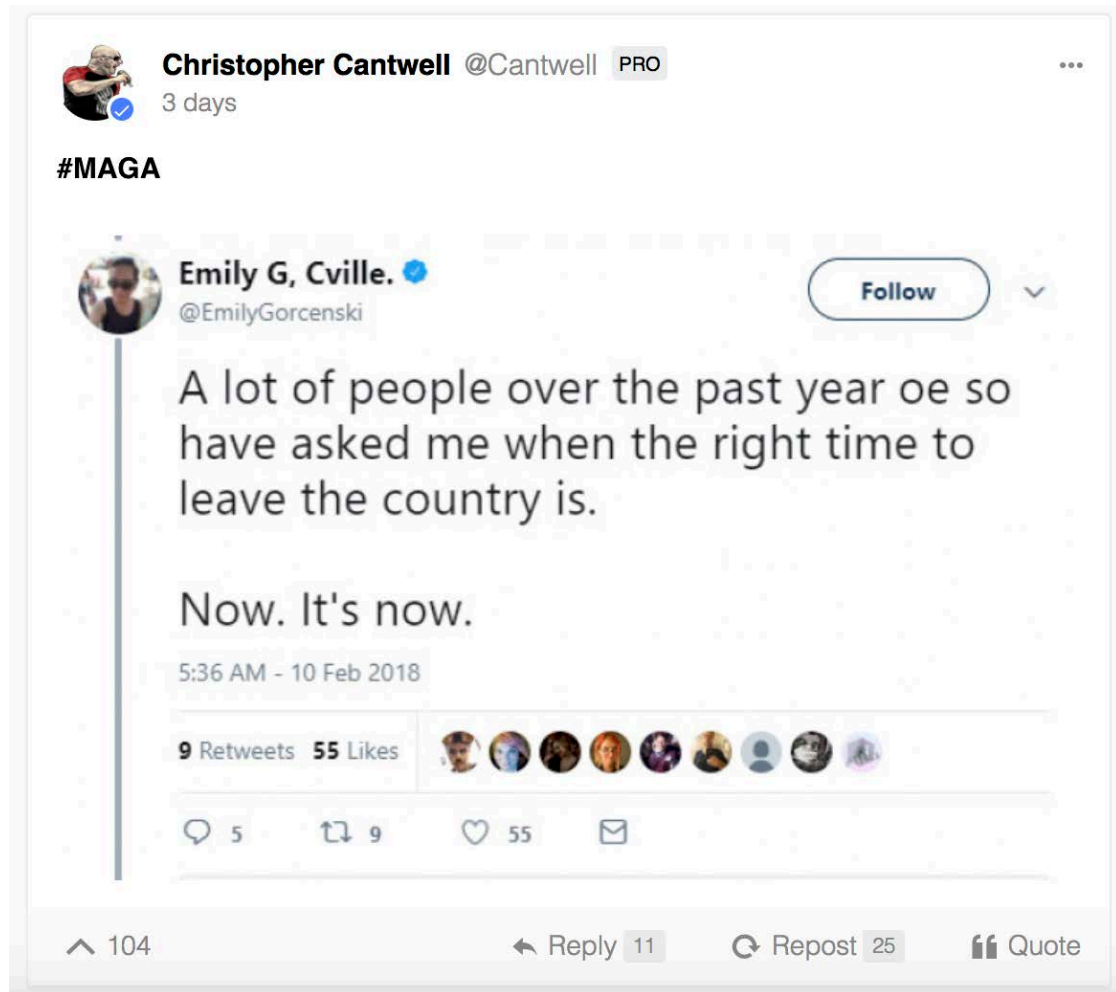 Christopher Cantwell @Cantwell PRO
3 days
#MAGA
Emily G, Cville.
Follow
@EmilyGorcenski
A lot of people over the past year oe so
have asked me when the right time to
leave the country is.
Now. It's now.
5:36 AM - 10 Feb 2018
9 Retweets 55 Likes
5 9 55
104 Reply 11 Repost 25 Quote